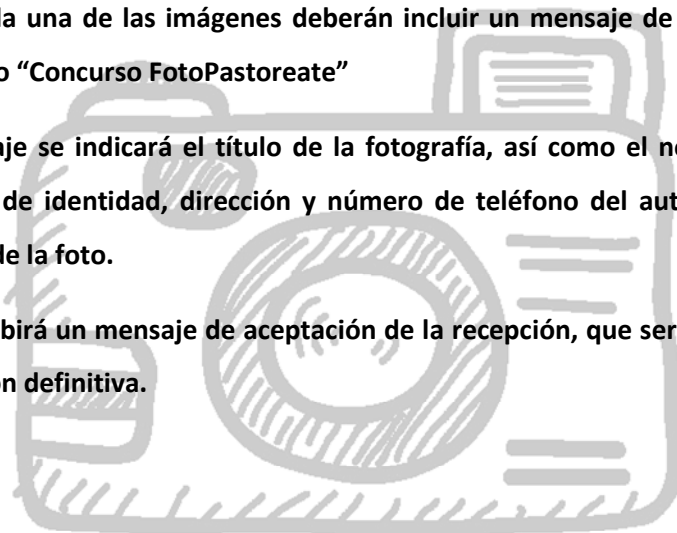 la una de las imágenes deberán incluir un mensaje de
o “Concurso FotoPastoreate”
aje se indicará el título de la fotografía, así como el n
de identidad, dirección y número de teléfono del aut
de la foto.
birá un mensaje de aceptación de la recepción, que ser
ón definitiva.